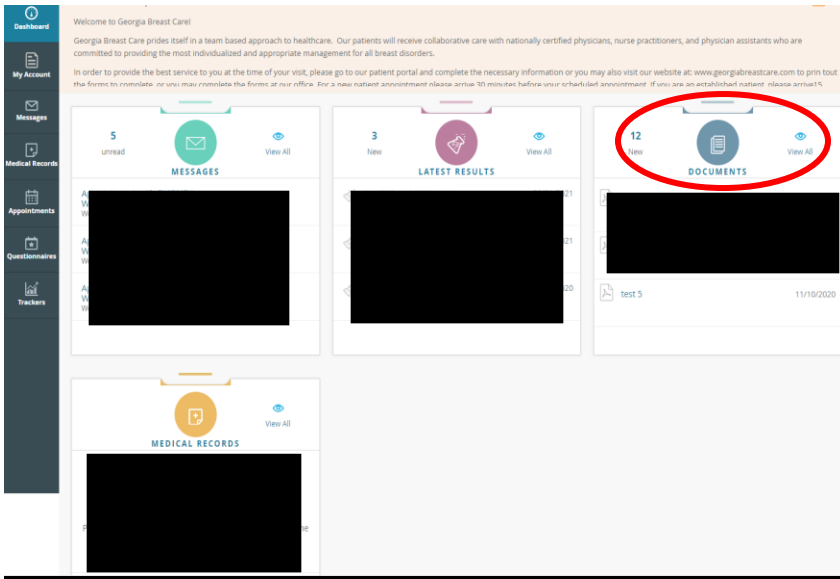 Dashboard
My Account
Messages
Medical Records
Appointments
Questionnaires
Trackers
Welcome to Georgia Breast Care!
Georgia Breast Care prides itself in a team based approach to healthcare. Our patients will receive collaborative care with nationally certified physicians, nurse practitioners, and physician assistants who are
committed to providing the most individualized and appropriate management for all breast disorders.
In order to provide the best service to you at the time of your visit, please go to our patient portal and complete the necessary information or you may also visit our website at: www.georgiabreastcare.com to prin tout
the forms to complete, or you may complete the forms at our office. For a new patient appointment please arrive 30 minutes before your scheduled appointment. If you are an established patient, please arrive15
5
unread
View All
MESSAGES
3
New
View All
LATEST RESULTS
21
21
20
12
New
View All
DOCUMENTS
test 5 11/10/2020
View All
MEDICAL RECORDS